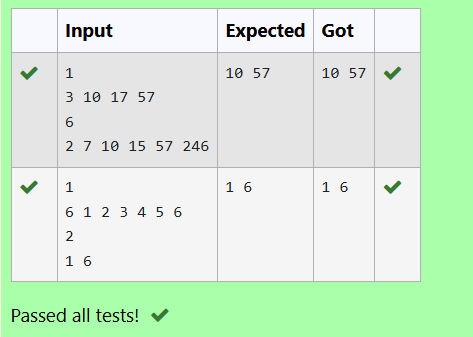 Input Expected Got
1 10 57 10 57
3 10 17 57
6
2 7 10 15 57 246
1 1 6 1 6
6 1 2 3 4 5 6
2
1 6
Passed all tests!